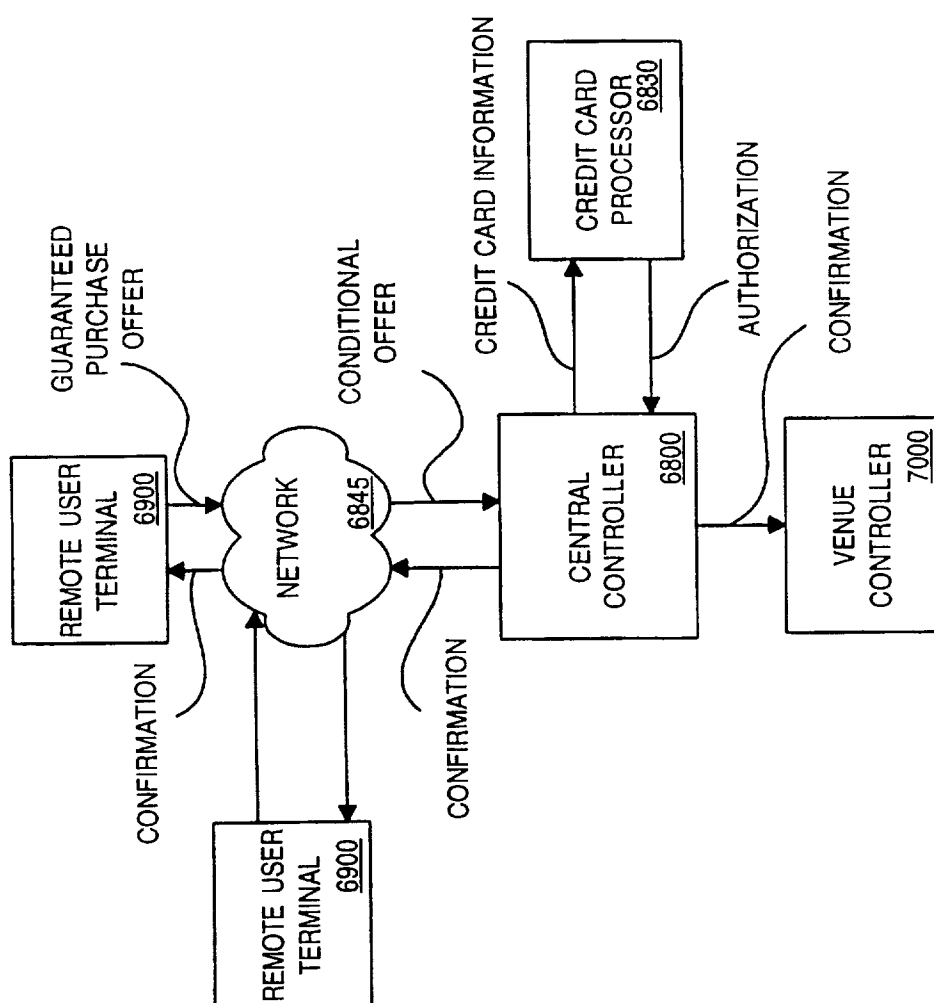 GUARANTEED
PURCHASE
OFFER
REMOTE USER
TERMINAL
6900
CONFIRMATION
NETWORK
6845
CONDITIONAL
OFFER
CONFIRMATION
REMOTE USER
TERMINAL
6900
CENTRAL
CONTROLLER
6800
CREDIT CARD INFORMATION
CREDIT CARD
PROCESSOR
6830
AUTHORIZATION
CONFIRMATION
VENUE
CONTROLLER
7000